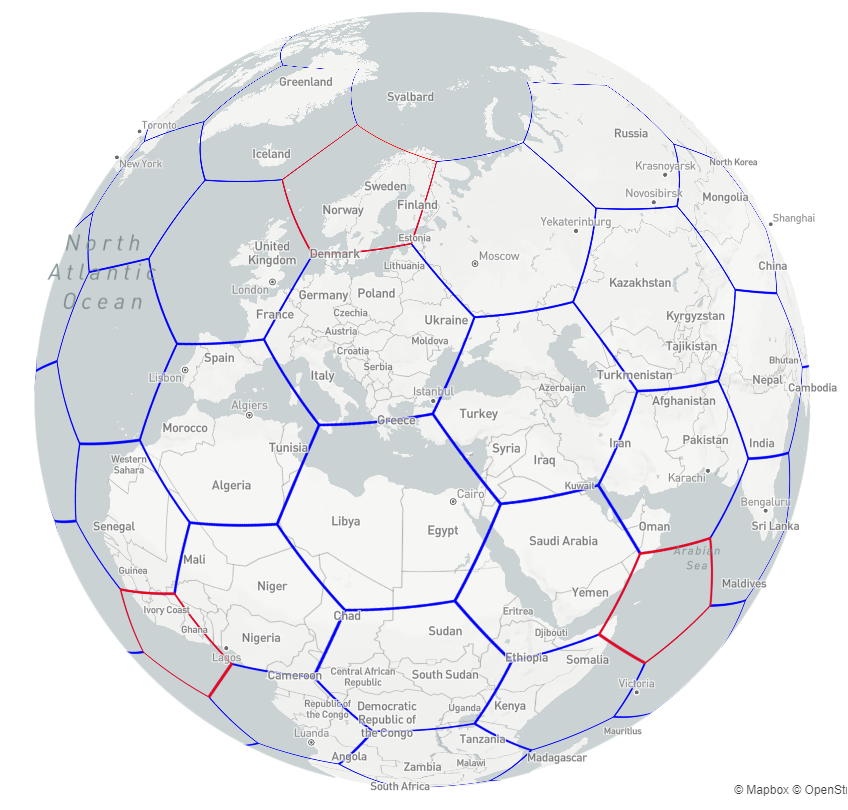 Greenland
Svalbard
Toronto
Russia
Iceland
New York
North Korea
Krasnoyarsk
Sweden
Novosibirsk
Mongolia
Finland
Norway
Shanghai
Yekaterinburg
Estonia
North
Atlantic
Ocean
United
Kingdom
Denmark
Moscow
Lithuania
China
Kazakhstan
London
Germany
Poland
France
Czechia
Ukraine
Kyrgyzstan
Austria
Moldova
Tajikistan
Croatia
Spain
Serbia
Bhutan
Lisbon
Italy
Turkmenistan
Nepal
Cambodia
Azerbaijan
Istanbul
Afghanistan
Algiers
Greece
Turkey
Morocco
Iran
Pakistan
India
Tunisia
Syria
Western
Sahara
Iraq
Karachi
Algeria
Kuwait
Cairo
Bengaluru
Libya
Egypt
Oman
Sri Lanka
Senegal
Saudi Arabia
Arabian
Sea
Mali
Guinea
Niger
Yemen
Maldives
Ivory Coast
Chad
Eritrea
Ghana
Nigeria
Sudan
Djibouti
Lagos
Ethiopia
Somalia
Cameroon
Central African
Republic
South Sudan
Victoria
Republic of
the Congo
Democratic
Republic of
the Congo
Uganda
Kenya
Luanda
Tanzania
Mauritius
Angola
Zambia
Malawi
Madagascar
South Africa
© Mapbox © OpenStr